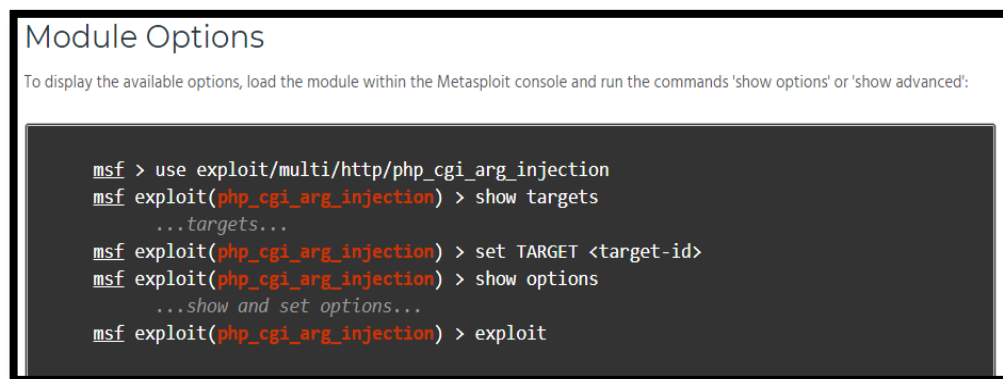 Module Options
To display the available options, load the module within the Metasploit console and run the commands 'show options' or 'show advanced':
msf > use exploit/multi/http/php_cgi_arg_injection
msf exploit(php_cgi_arg_injection) > show targets
...targets...
msf exploit(php_cgi_arg_injection) > set TARGET <target-id>
msf exploit(php_cgi_arg_injection) > show options
...show and set options...
msf exploit(php_cgi_arg_injection) > exploit